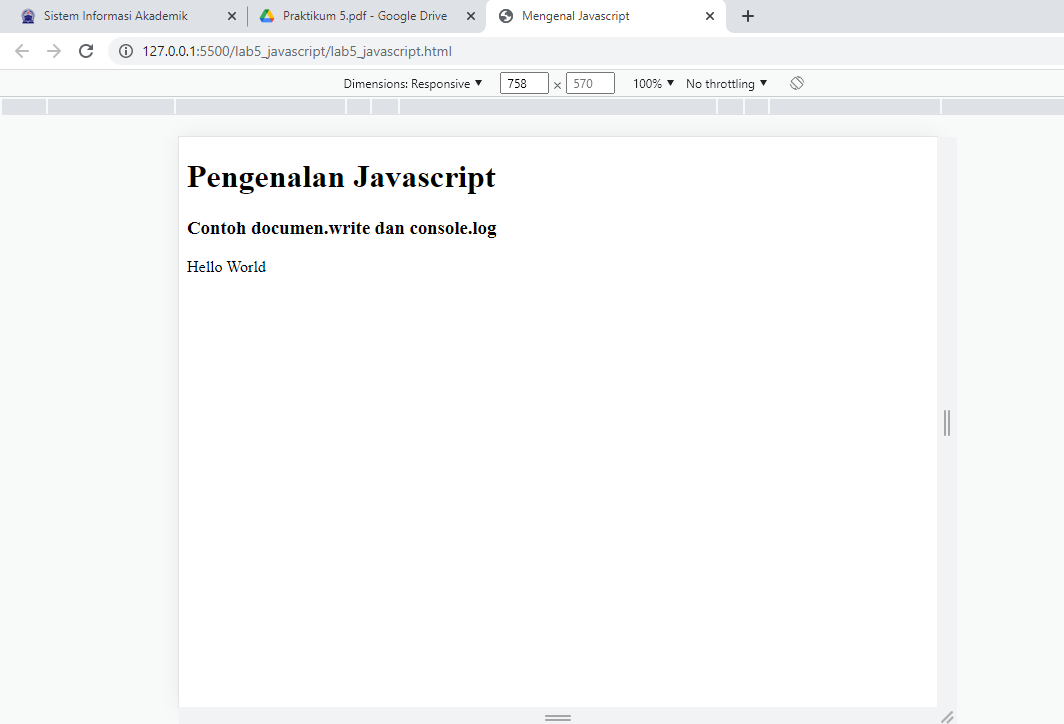 Sistem Informasi Akademik
Praktikum 5.pdf - Google Drive
Mengenal Javascript
127.0.0.1:5500/lab5_javascript/lab5_javascript.html
Dimensions: Responsive ▼ 758 × 570 100% ▼ No throttling ▼
Pengenalan Javascript
Contoh documen.write dan console.log
Hello World